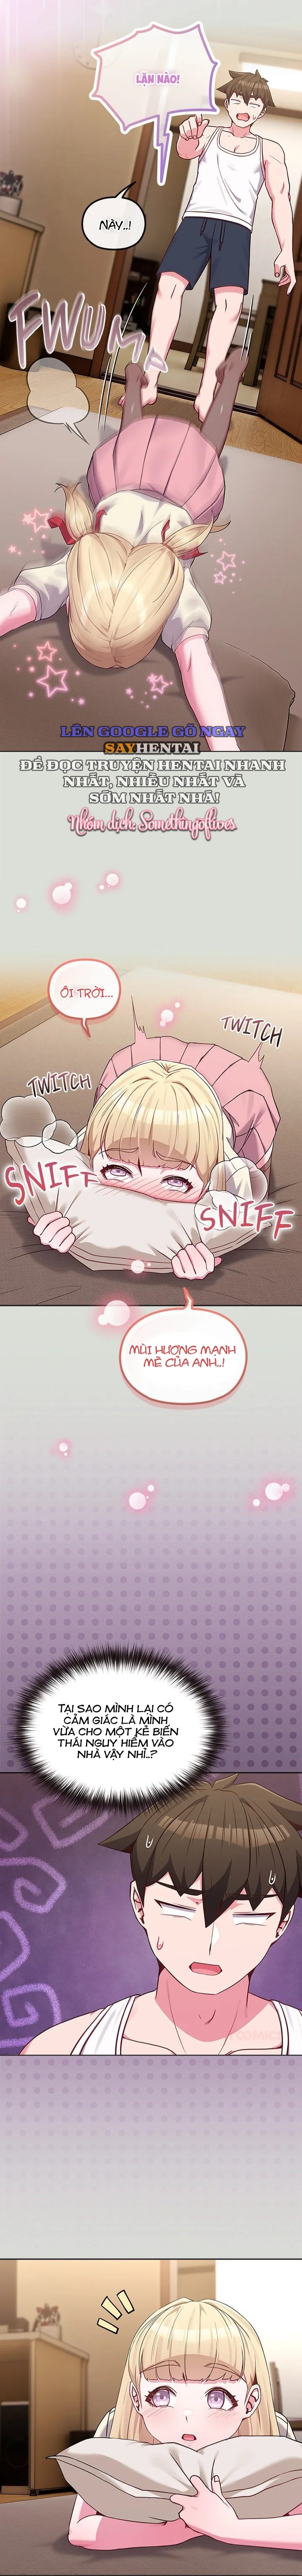 LẶN NÀO!
NÀY..!
FWUMP
LÊN GOOGLE GÕ NGAY
SAYHENTAI
ĐỂ ĐỌC TRUYỆN HENTAI NHANH
NHẤT, NHIỀU NHẤT VÀ
SỚM NHẤT NHÁ!
Nhóm dịch: Somethingoflives
ÔI TRỜI...
TWITCH
TWITCH
SNIFF
SNIFF
MÙI HƯƠNG MẠNH
MẼ CỦA ANH..!
TẠI SAO MÌNH LẠI CÓ
CẢM GIÁC LÀ MÌNH
VỪA CHO MỘT KẺ BIẾN
THÁI NGUY HIỂM VÀO
NHÀ VẬY NHỈ..?